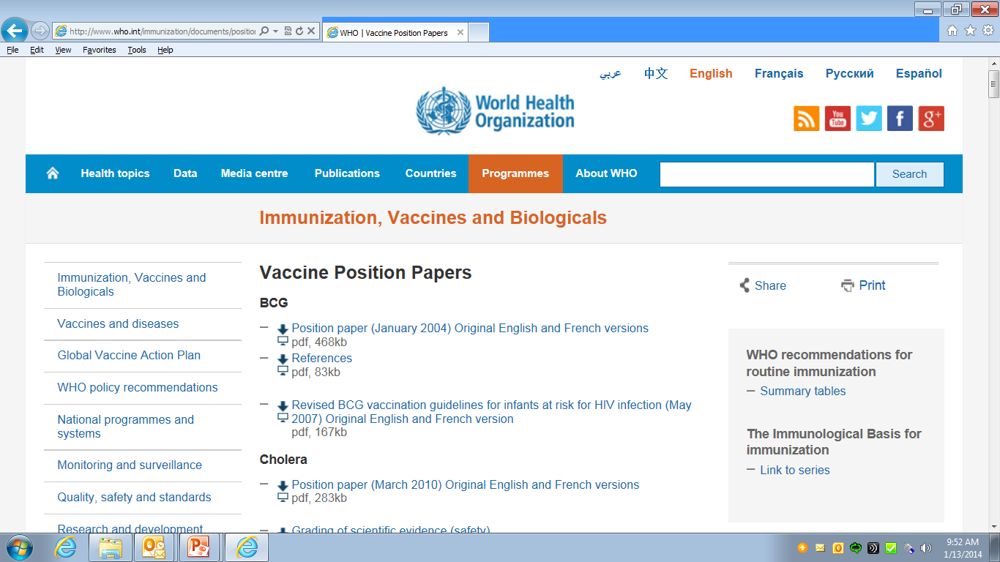 http://www.who.int/immunization/documents/position
WHO | Vaccine Position Papers
File Edit View Favorites Tools Help
عربي 中文 English Français Русский Español
World Health
Organization
You
Tube
f
g+
Health topics Data Media centre Publications Countries Programmes About WHO Search
Immunization, Vaccines and Biologicals
Immunization, Vaccines and
Biologicals
Vaccines and diseases
Global Vaccine Action Plan
WHO policy recommendations
National programmes and
systems
Monitoring and surveillance
Quality, safety and standards
Research and development
Vaccine Position Papers
BCG
– Position paper (January 2004) Original English and French versions
pdf, 468kb
– References
pdf, 83kb
– Revised BCG vaccination guidelines for infants at risk for HIV infection (May
2007) Original English and French version
pdf, 167kb
Cholera
– Position paper (March 2010) Original English and French versions
pdf, 283kb
– Grading of scientific evidence (safety)
Share Print
WHO recommendations for
routine immunization
– Summary tables
The Immunological Basis for
immunization
– Link to series
9:52 AM
1/13/2014